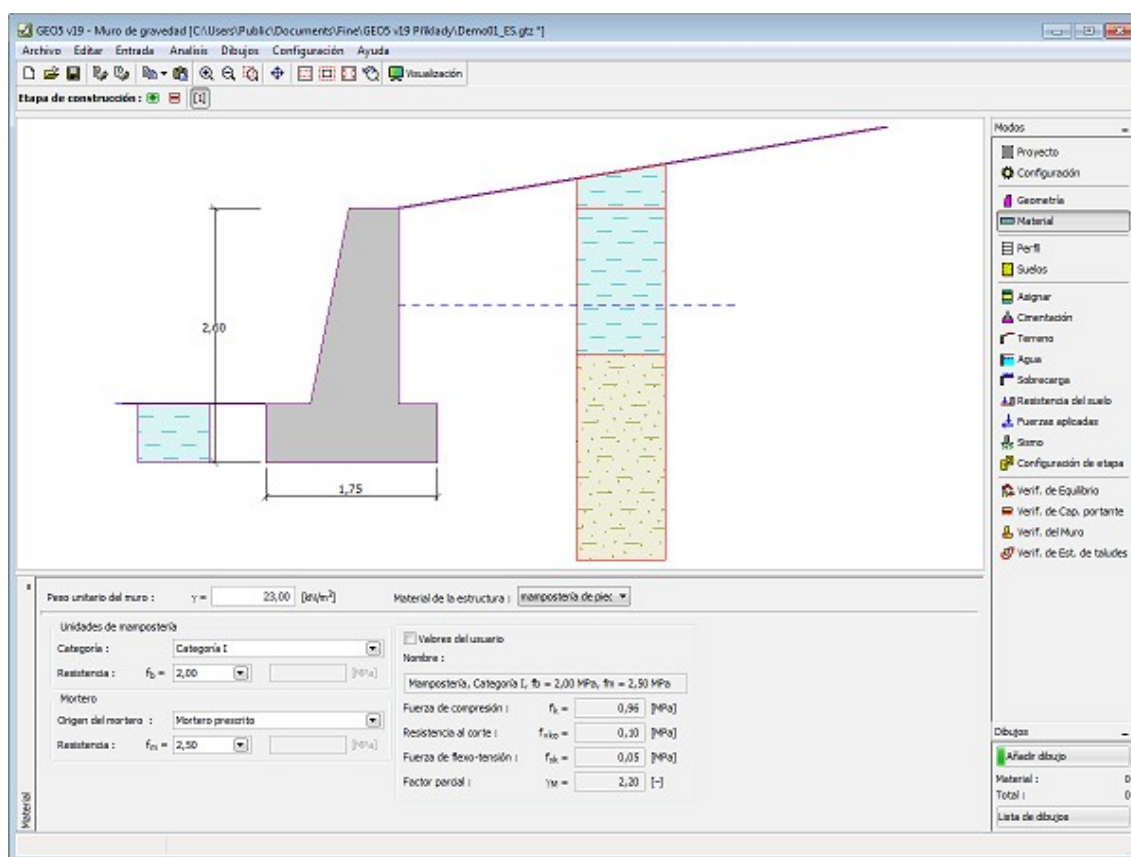 GEO5 v19 - Muro de gravedad [C:\Users\Public\Documents\Fine\GEO5 v19 Příklady\Demo01_ES.gtz *]
Archivo Editar Entrada Analisis Dibujos Configuración Ayuda
Visualización
Etapa de construcción : [1]
2,60
1,75
Modos
Proyecto
Configuración
Geometría
Material
Perfil
Suelos
Asignar
Cimentación
Terreno
Agua
Sobrecarga
Resistencia del suelo
Fuerzas aplicadas
Sismo
Configuración de etapa
Verif. de Equilibrio
Verif. de Cap. portante
Verif. del Muro
Verif. de Est. de taludes
Dibujos
Añadir dibujo
Material : 0
Total : 0
Lista de dibujos
Material
Peso unitario del muro : γ = 23,00 [kN/m³] Material de la estructura : mampostería de piec
Unidades de mampostería
Categoría : Categoría I
Resistencia : fb = 2,00 [MPa]
Mortero
Origen del mortero : Mortero prescrito
Resistencia : fm = 2,50 [MPa]
Valores del usuario
Nombre :
Mampostería, Categoría I, fb = 2,00 MPa, fm = 2,50 MPa
Fuerza de compresión : fk = 0,96 [MPa]
Resistencia al corte : fvko = 0,10 [MPa]
Fuerza de flexo-tensión : fxk = 0,05 [MPa]
Factor parcial : γM = 2,20 [-]